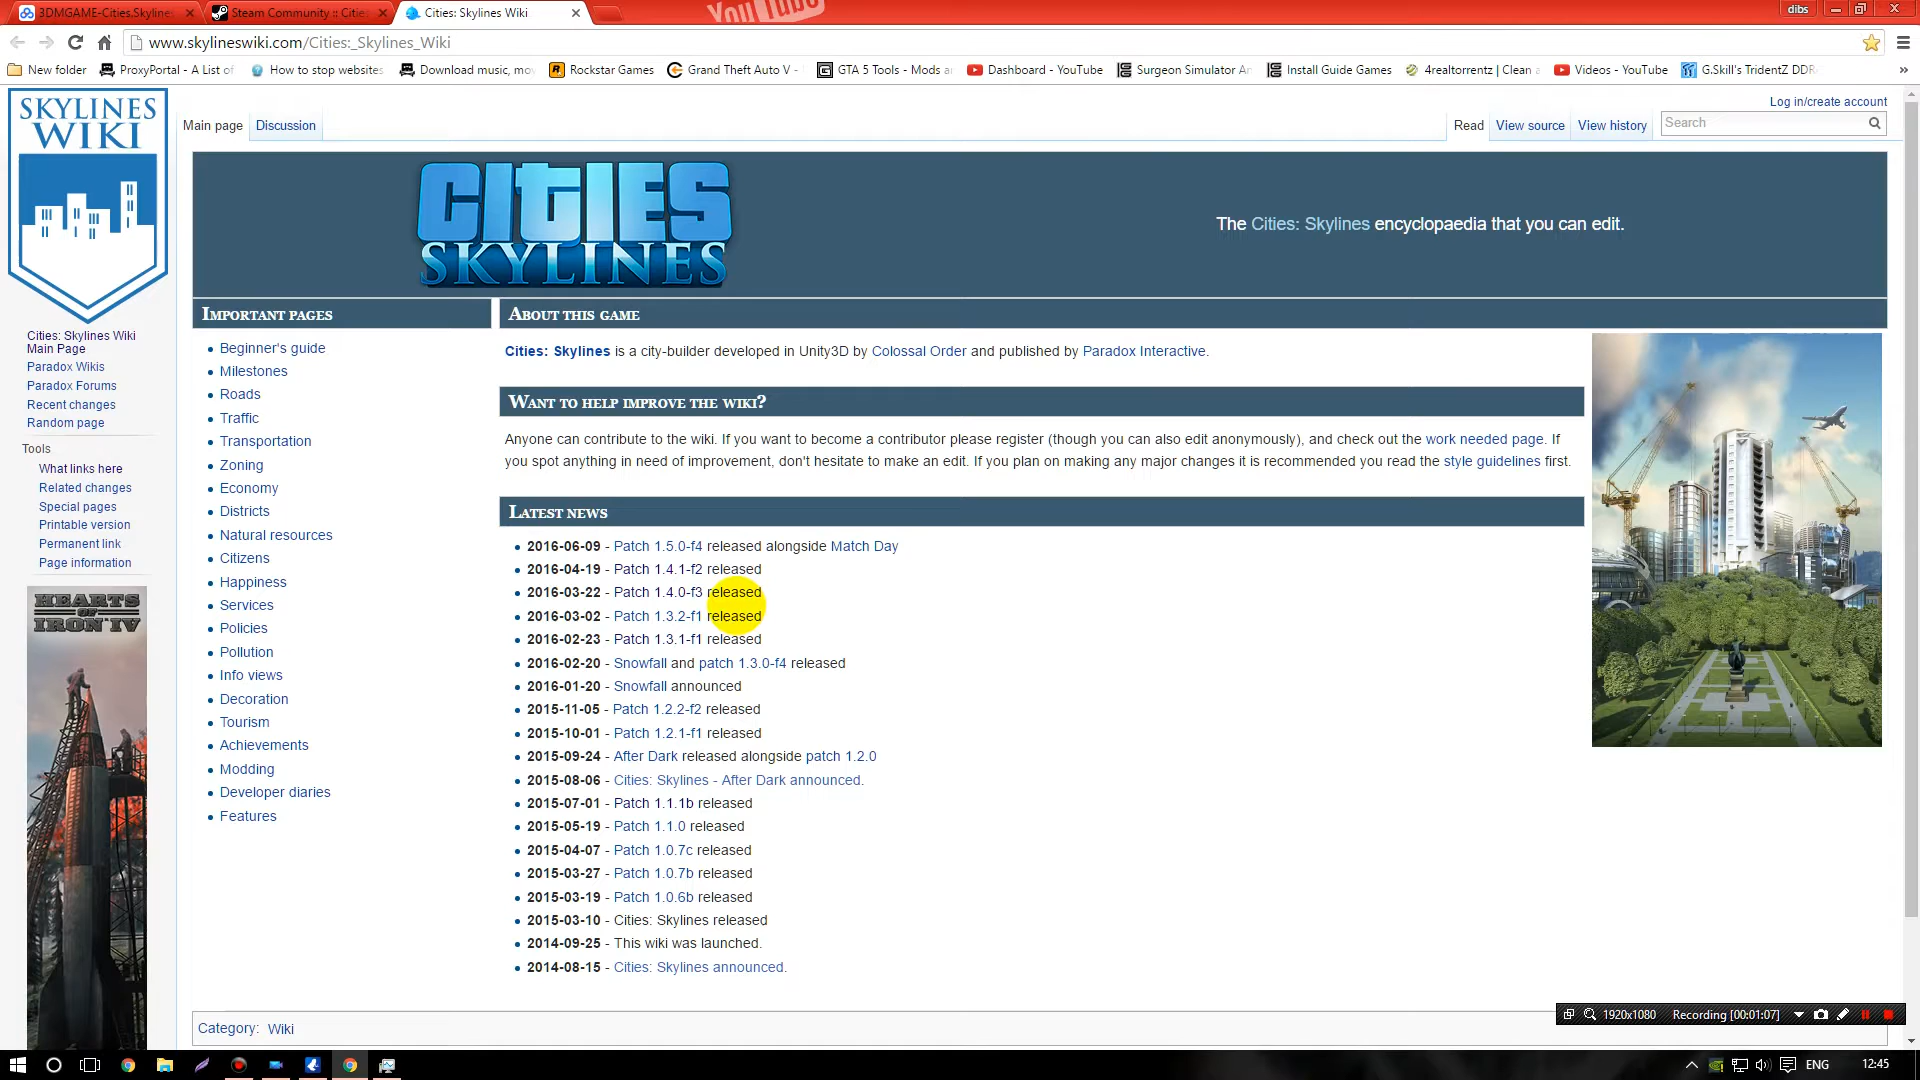 3DMGAME-Cities.Skyline
Steam Community :: Citie
Cities: Skylines Wiki
YouTube
dibs
www.skylineswiki.com/Cities:_Skylines_Wiki
New folder
ProxyPortal - A List of
How to stop websites
Download music, mov
Rockstar Games
Grand Theft Auto V -
GTA 5 Tools - Mods a
Dashboard - YouTube
Surgeon Simulator A
Install Guide Games
4realtorrentz | Clean a
Videos - YouTube
G.Skill's TridentZ DDR
SKYLINES
WIKI
Main page
Discussion
Read
View source
View history
Search
Log in/create account
CITIES
SKYLINES
The Cities: Skylines encyclopaedia that you can edit.
Cities: Skylines Wiki
Main Page
Paradox Wikis
Paradox Forums
Recent changes
Random page
Tools
What links here
Related changes
Special pages
Printable version
Permanent link
Page information
HEARTS
OF
IRON IV
Important pages
Beginner's guide
Milestones
Roads
Traffic
Transportation
Zoning
Economy
Districts
Natural resources
Citizens
Happiness
Services
Policies
Pollution
Info views
Decoration
Tourism
Achievements
Modding
Developer diaries
Features
About this game
Cities: Skylines is a city-builder developed in Unity3D by Colossal Order and published by Paradox Interactive.
Want to help improve the wiki?
Anyone can contribute to the wiki. If you want to become a contributor please register (though you can also edit anonymously), and check out the work needed page. If
you spot anything in need of improvement, don't hesitate to make an edit. If you plan on making any major changes it is recommended you read the style guidelines first.
Latest news
2016-06-09 - Patch 1.5.0-f4 released alongside Match Day
2016-04-19 - Patch 1.4.1-f2 released
2016-03-22 - Patch 1.4.0-f3 released
2016-03-02 - Patch 1.3.2-f1 released
2016-02-23 - Patch 1.3.1-f1 released
2016-02-20 - Snowfall and patch 1.3.0-f4 released
2016-01-20 - Snowfall announced
2015-11-05 - Patch 1.2.2-f2 released
2015-10-01 - Patch 1.2.1-f1 released
2015-09-24 - After Dark released alongside patch 1.2.0
2015-08-06 - Cities: Skylines - After Dark announced.
2015-07-01 - Patch 1.1.1b released
2015-05-19 - Patch 1.1.0 released
2015-04-07 - Patch 1.0.7c released
2015-03-27 - Patch 1.0.7b released
2015-03-19 - Patch 1.0.6b released
2015-03-10 - Cities: Skylines released
2014-09-25 - This wiki was launched.
2014-08-15 - Cities: Skylines announced.
Category: Wiki
1920x1080 Recording [00:01:07]
ENG
12:45